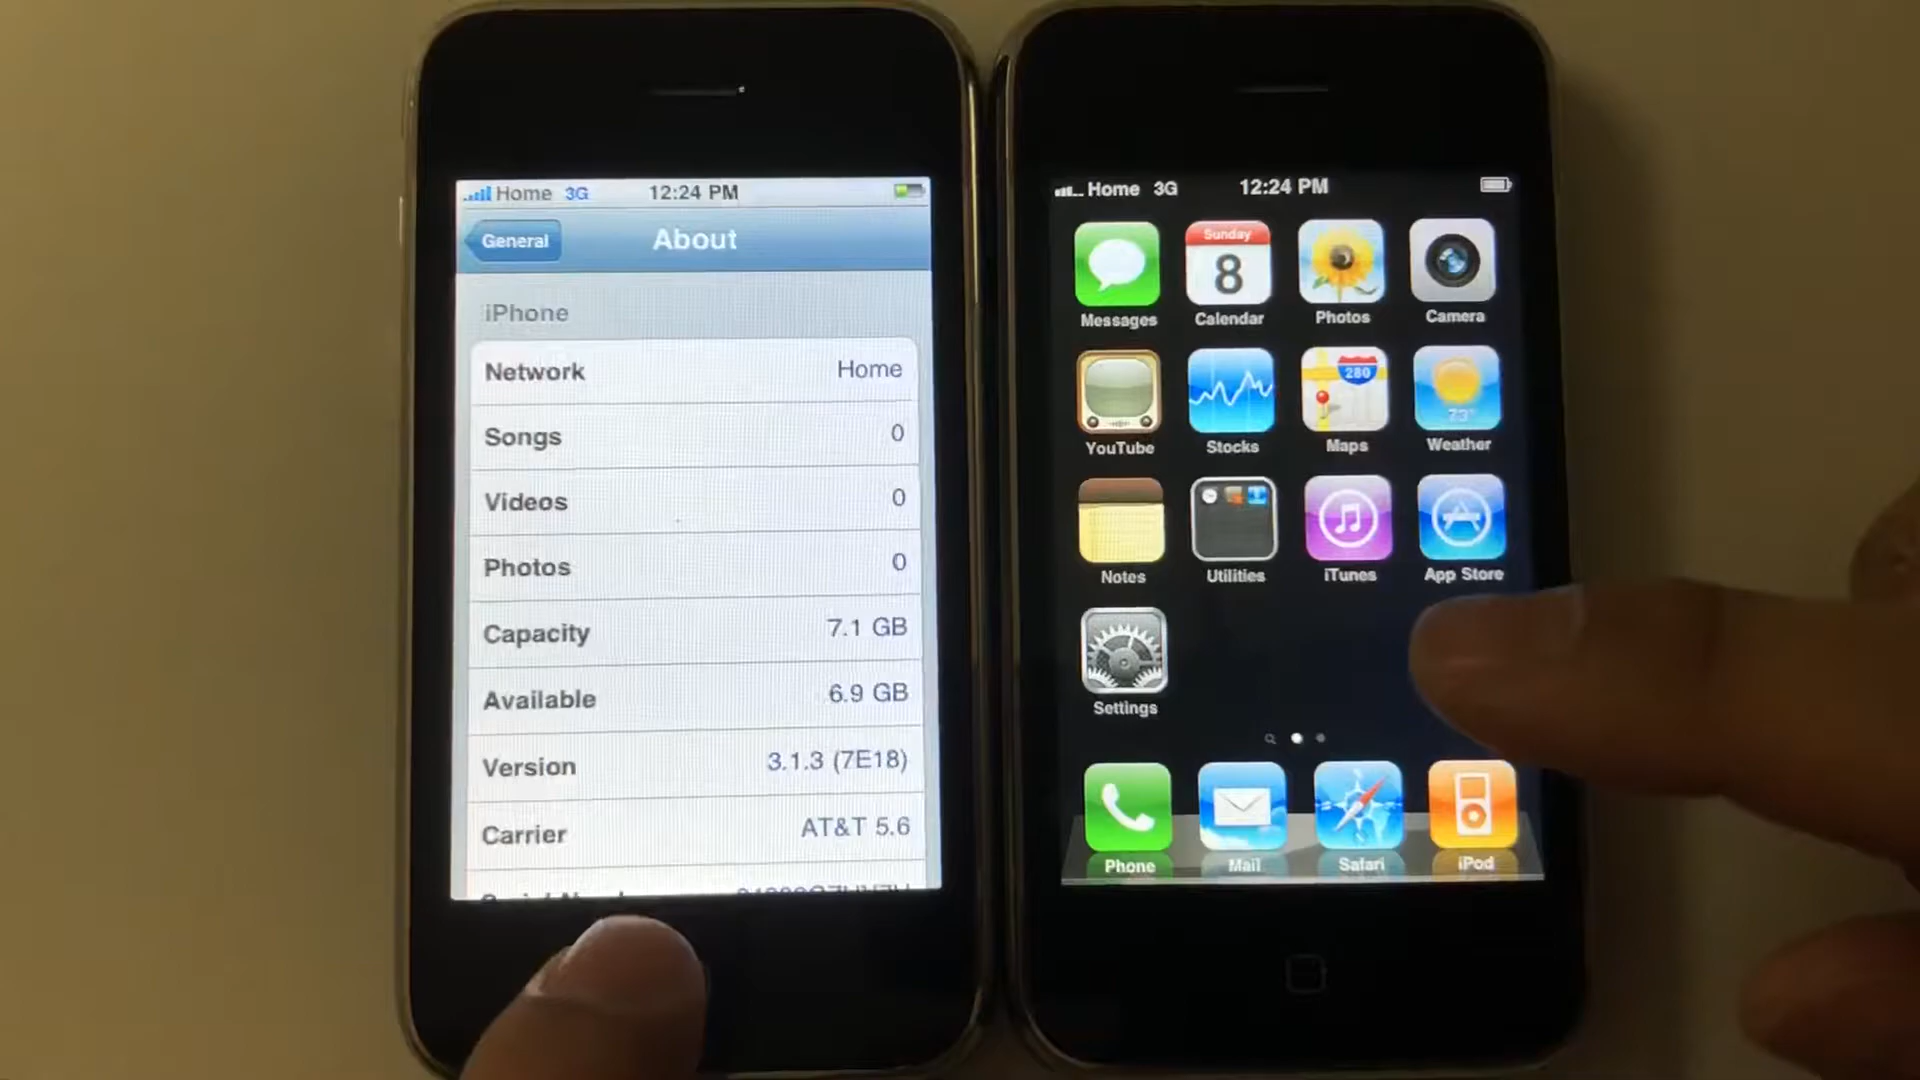 Home 3G 12:24 PM
General About
iPhone
Network Home
Songs 0
Videos 0
Photos 0
Capacity 7.1 GB
Available 6.9 GB
Version 3.1.3 (7E18)
Carrier AT&T 5.6
Home 3G 12:24 PM
Sunday
8
Messages Calendar Photos Camera
280
73°
YouTube Stocks Maps Weather
Notes Utilities iTunes App Store
Settings
Phone Mail Safari iPod